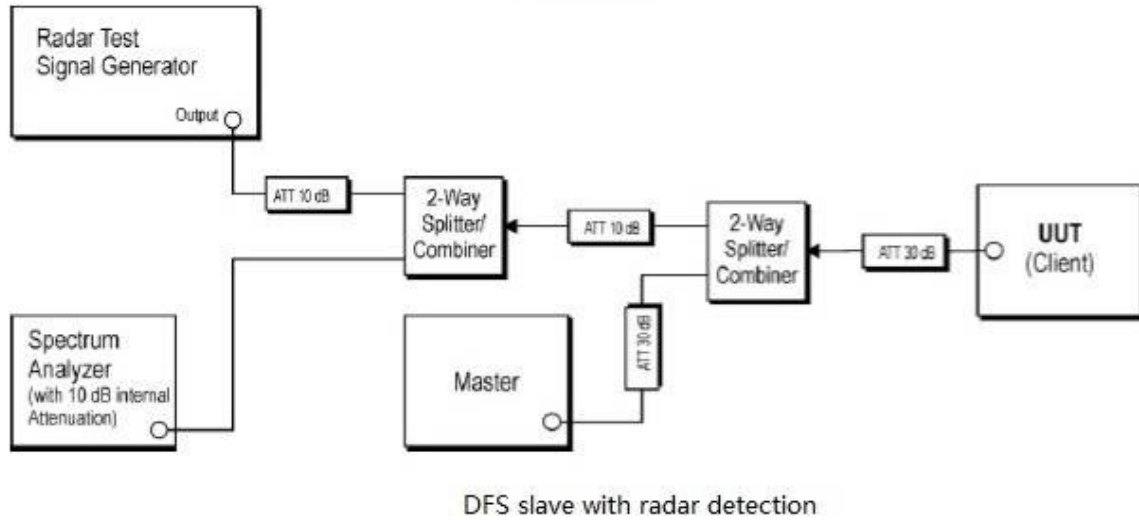 Radar Test
Signal Generator
Output
ATT 10 dB
2-Way
Splitter/
Combiner
ATT 10 dB
2-Way
Splitter/
Combiner
ATT 30 dB
UUT
(Client)
Spectrum
Analyzer
(with 10 dB internal
Attenuation)
Master
ATT 30 dB
DFS slave with radar detection